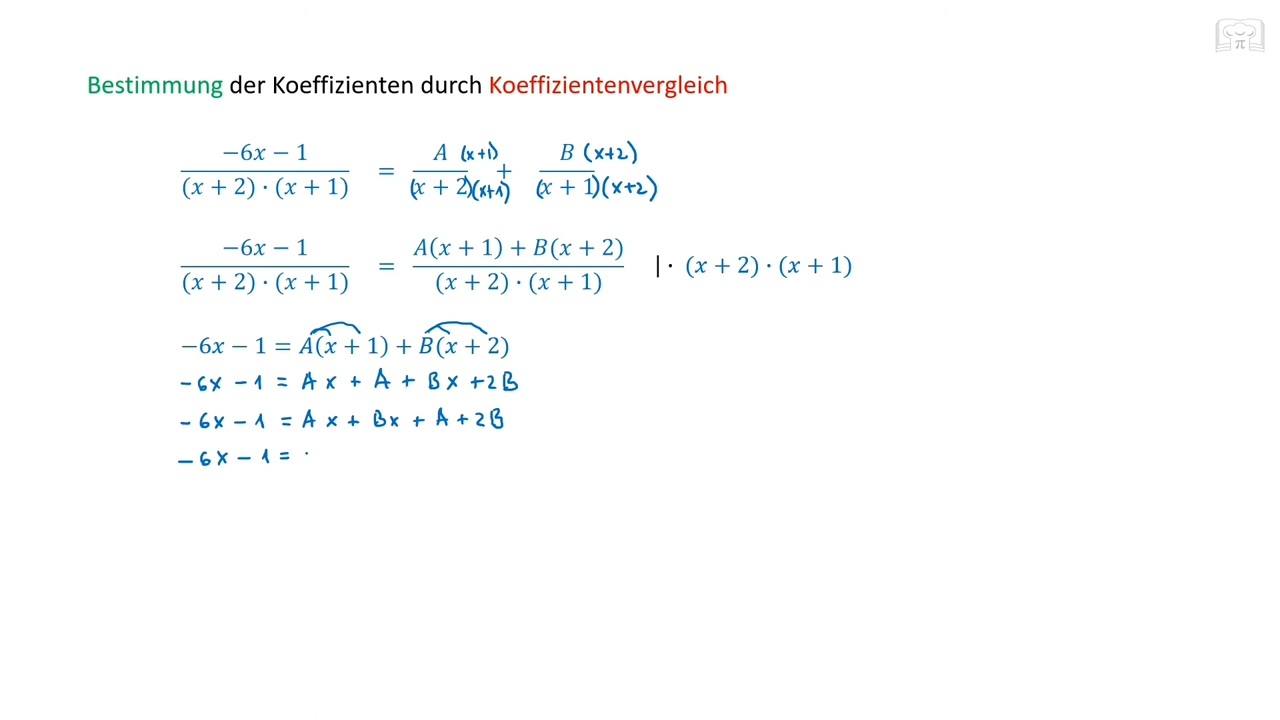 π
Bestimmung der Koeffizienten durch Koeffizientenvergleich
−6x − 1 / (x + 2) · (x + 1) = A (x+1) / (x + 2)(x+1) + B (x+2) / (x + 1)(x+2)
−6x − 1 / (x + 2) · (x + 1) = A(x + 1) + B(x + 2) / (x + 2) · (x + 1) | · (x + 2) · (x + 1)
−6x − 1 = A(x + 1) + B(x + 2)
−6x − 1 = Ax + A + Bx + 2B
−6x − 1 = Ax + Bx + A + 2B
−6x − 1 =